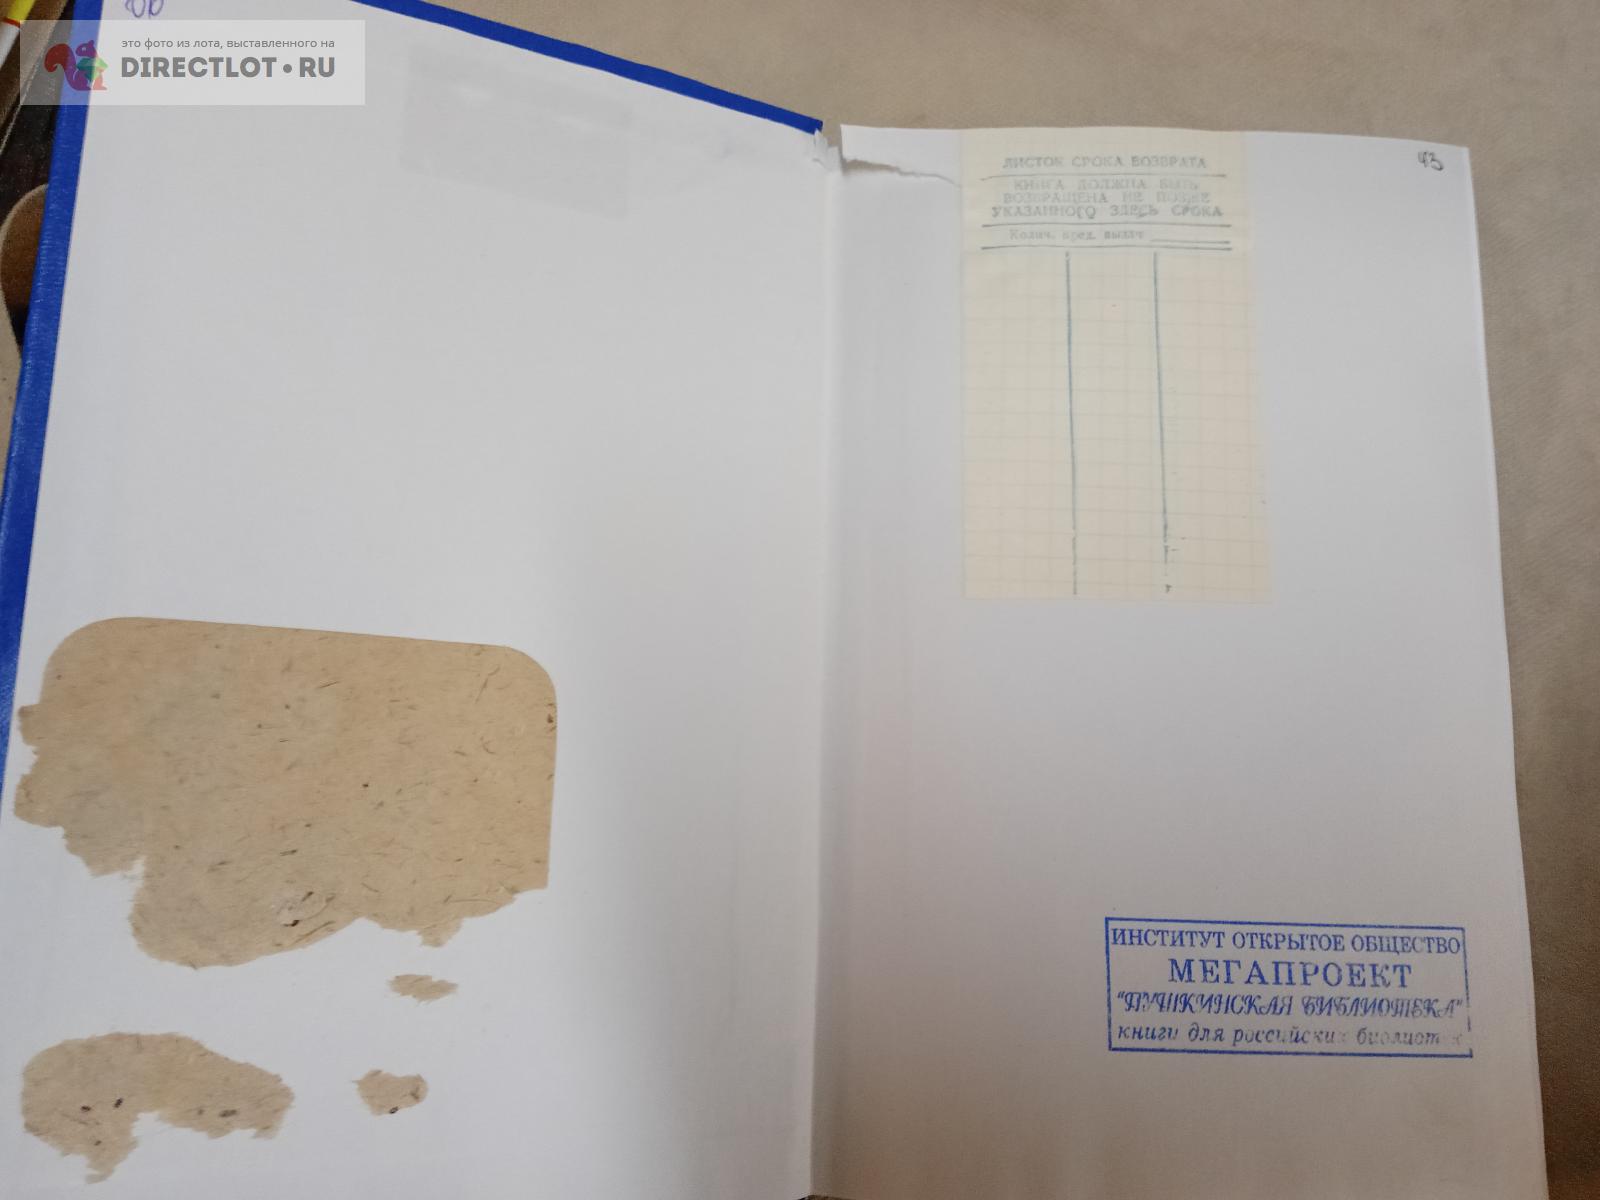 это фото из лота, выставленного на
DIRECTLOT•RU
ЛИСТОК СРОКА ВОЗВРАТА
КНИГА ДОЛЖНА БЫТЬ
ВОЗВРАЩЕНА НЕ ПОЗЖЕ
УКАЗАННОГО ЗДЕСЬ СРОКА
Колич. пред. выдач
ИНСТИТУТ ОТКРЫТОЕ ОБЩЕСТВО
МЕГАПРОЕКТ
"ПУШКИНСКАЯ БИБЛИОТЕКА"
книги для российских библиотек